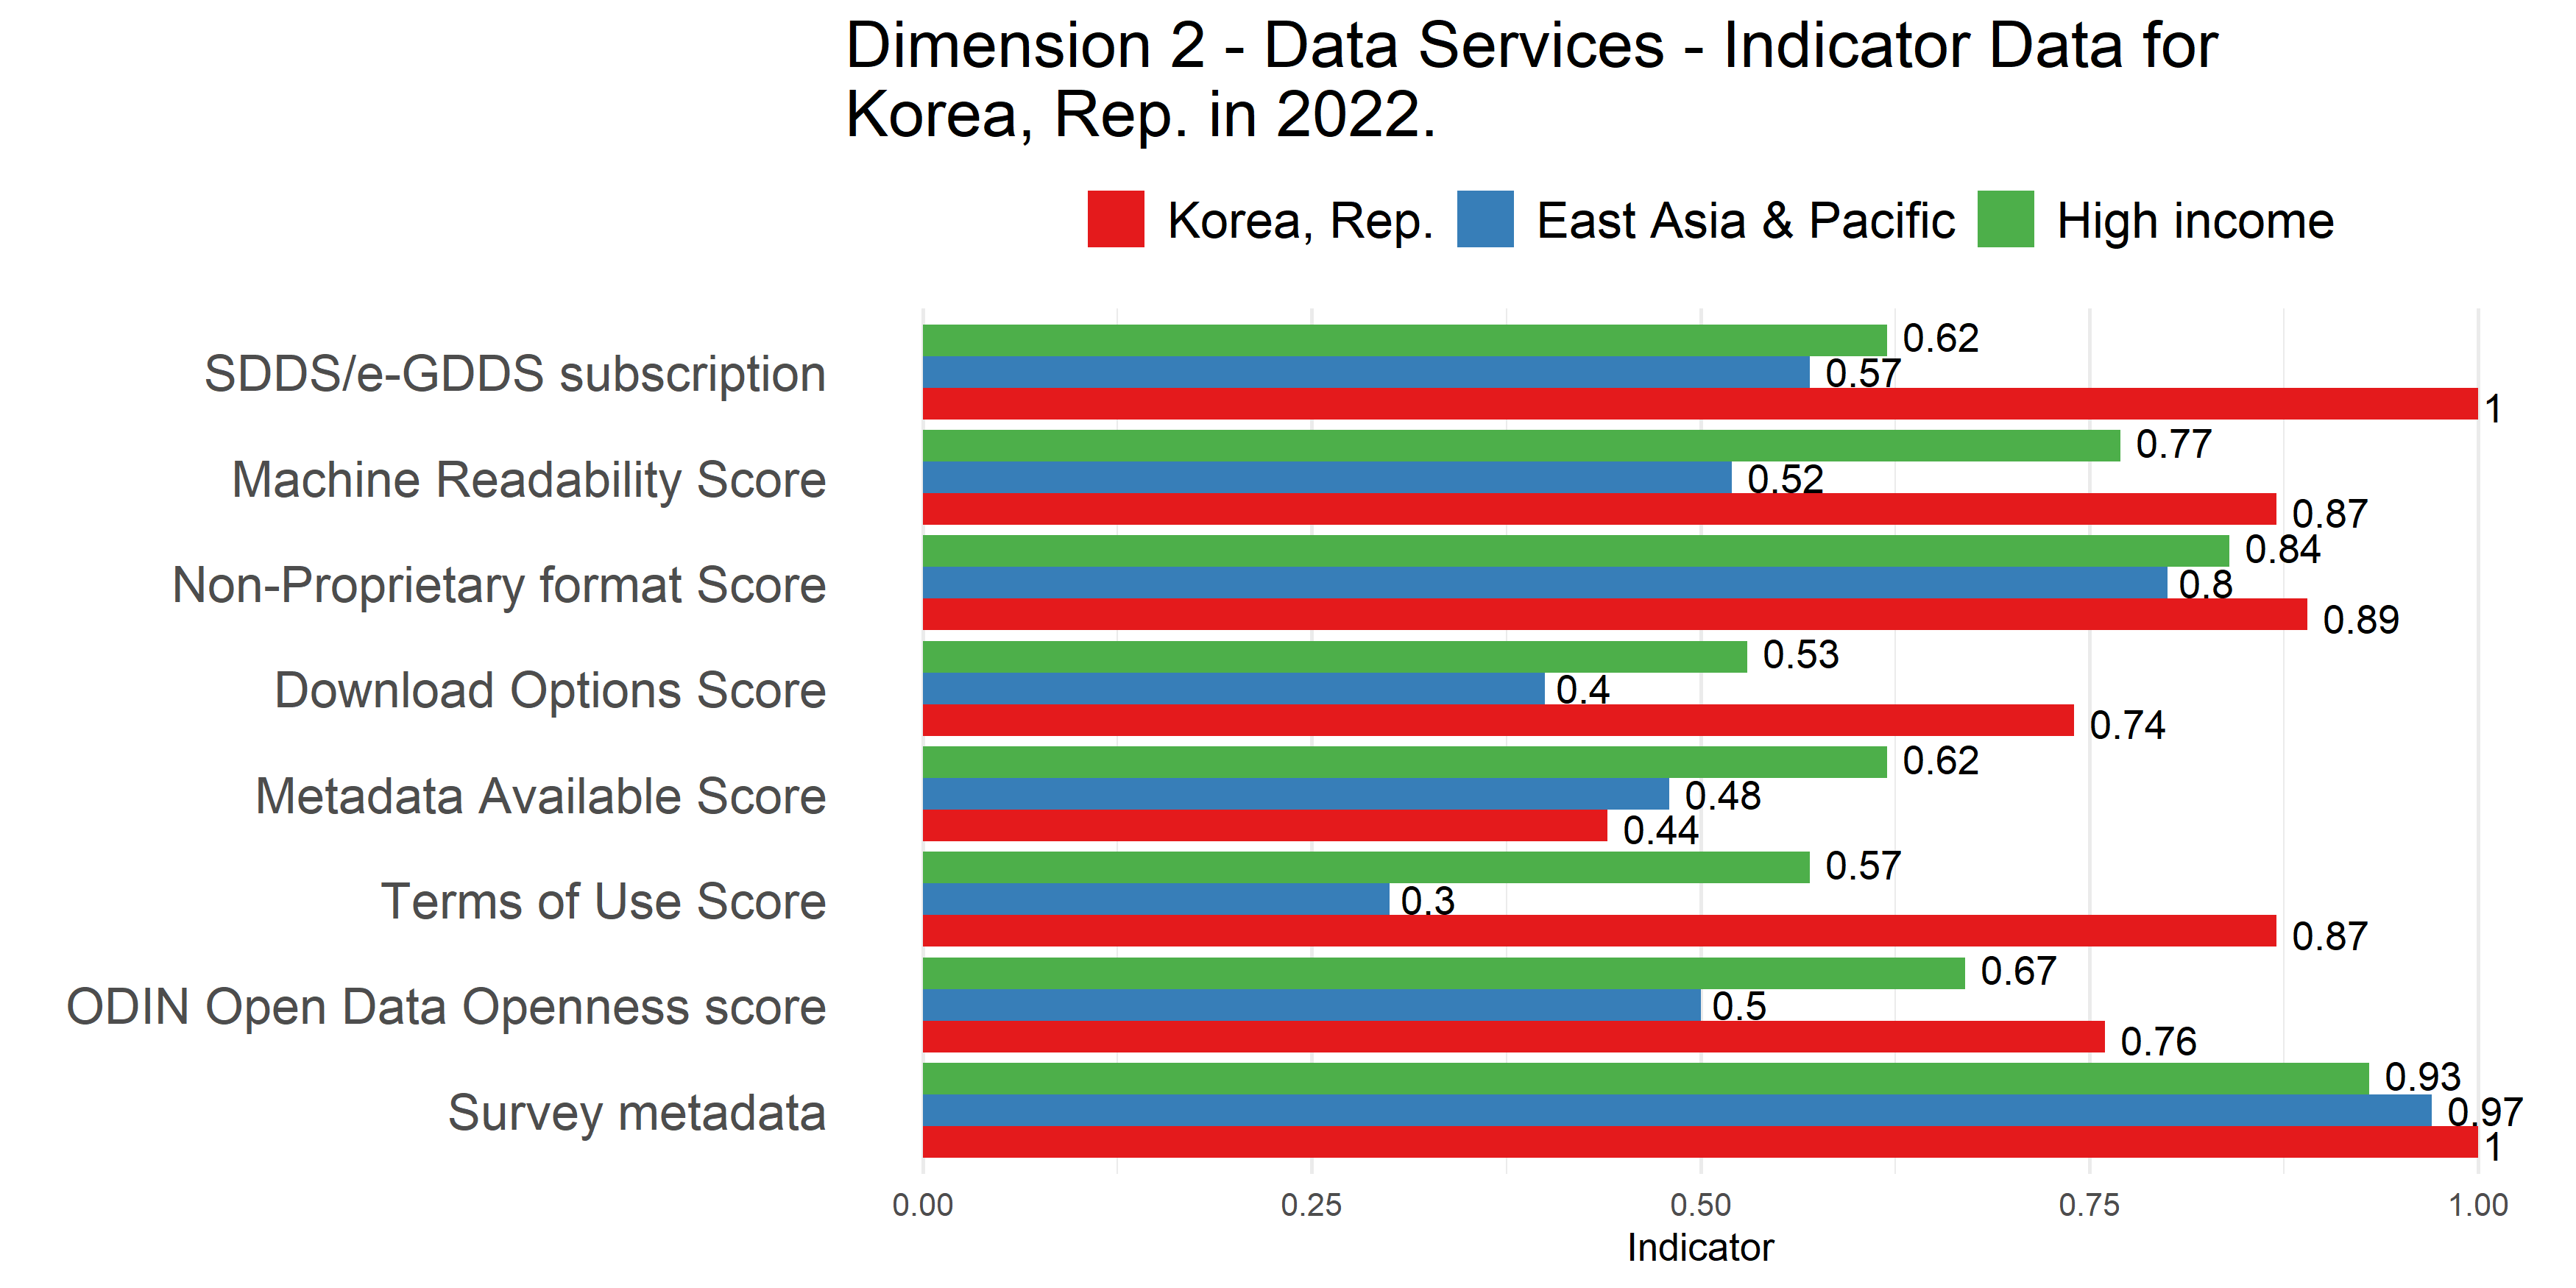 Dimension 2 - Data Services - Indicator Data for
Korea, Rep. in 2022.
Korea, Rep. East Asia & Pacific High income
SDDS/e-GDDS subscription
0.62
0.57
1
Machine Readability Score
0.77
0.52
0.87
Non-Proprietary format Score
0.84
0.8
0.89
Download Options Score
0.53
0.4
0.74
Metadata Available Score
0.62
0.48
0.44
Terms of Use Score
0.57
0.3
0.87
ODIN Open Data Openness score
0.67
0.5
0.76
Survey metadata
0.93
0.97
1
0.00 0.25 0.50 0.75 1.00
Indicator